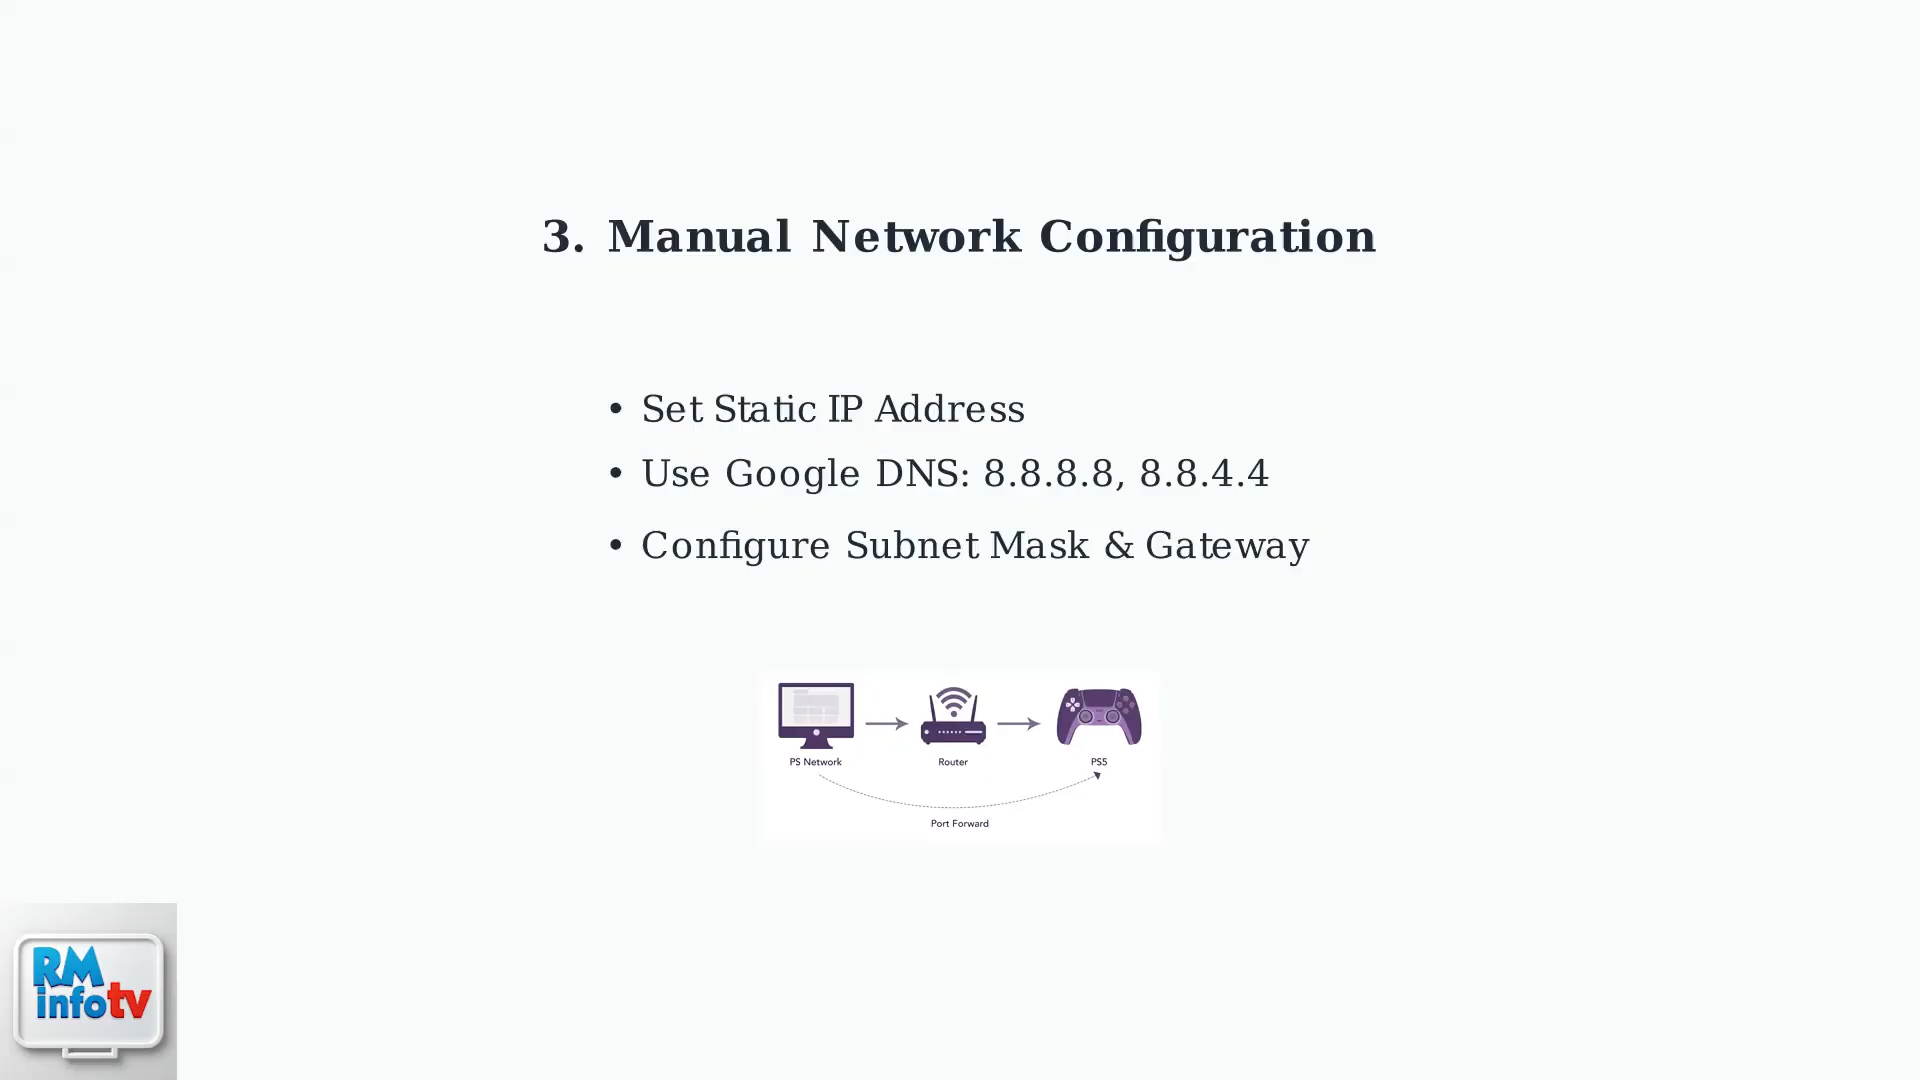 3. Manual Network Configuration
• Set Static IP Address
• Use Google DNS: 8.8.8.8, 8.8.4.4
• Configure Subnet Mask & Gateway
PS Network
Router
PS5
Port Forward
RM
infotv